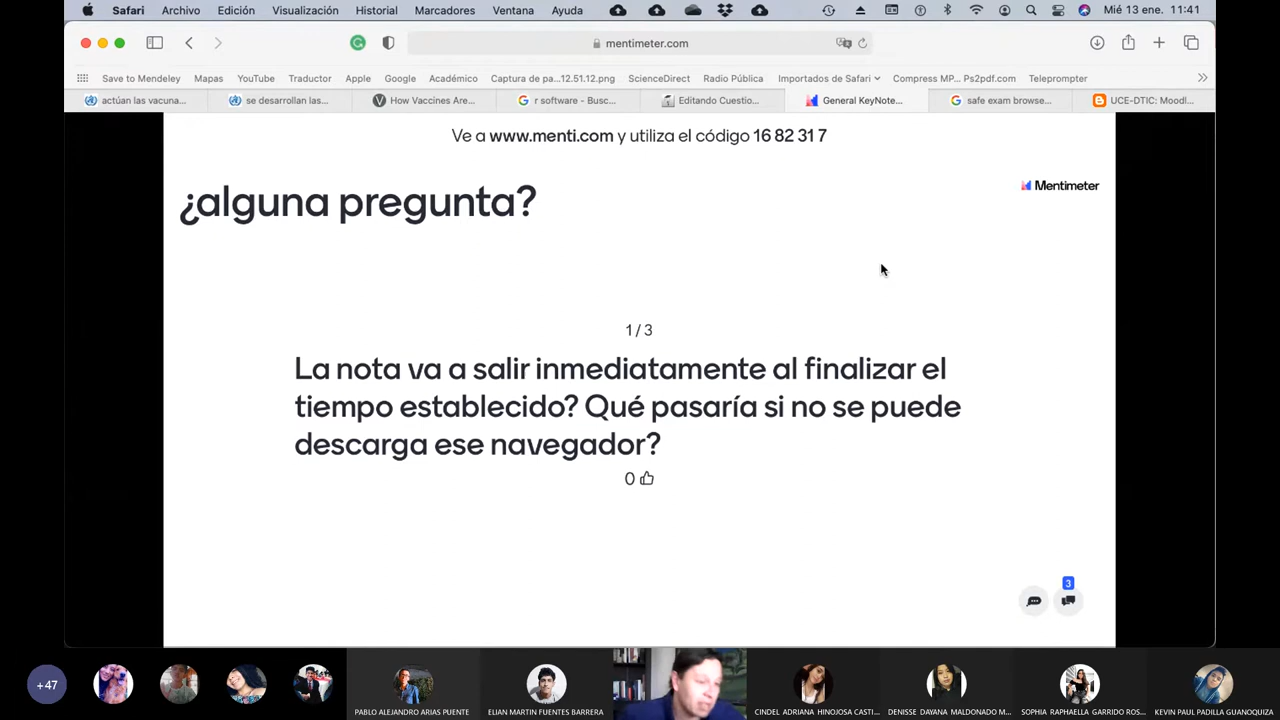 Safari Archivo Edición Visualización Historial Marcadores Ventana Ayuda Mié 13 ene. 11:41
mentimeter.com
Save to Mendeley Mapas YouTube Traductor Apple Google Académico Captura de pa...12.51.12.png ScienceDirect Radio Pública Importados de Safari Compress MP... Ps2pdf.com Teleprompter
actúan las vacuna... se desarrollan las... How Vaccines Are... r software - Busc... Editando Cuestio... General KeyNote... safe exam browse... UCE-DTIC: Moodl...
Ve a www.menti.com y utiliza el código 16 82 31 7
Mentimeter
¿alguna pregunta?
1 / 3
La nota va a salir inmediatamente al finalizar el
tiempo establecido? Qué pasaría si no se puede
descarga ese navegador?
0
3
+47
PABLO ALEJANDRO ARIAS PUENTE
ELIAN MARTIN FUENTES BARRERA
CINDEL ADRIANA HINOJOSA CASTI...
DENISSE DAYANA MALDONADO M...
SOPHIA RAPHAELLA GARRIDO ROS...
KEVIN PAUL PADILLA GUANOQUIZA